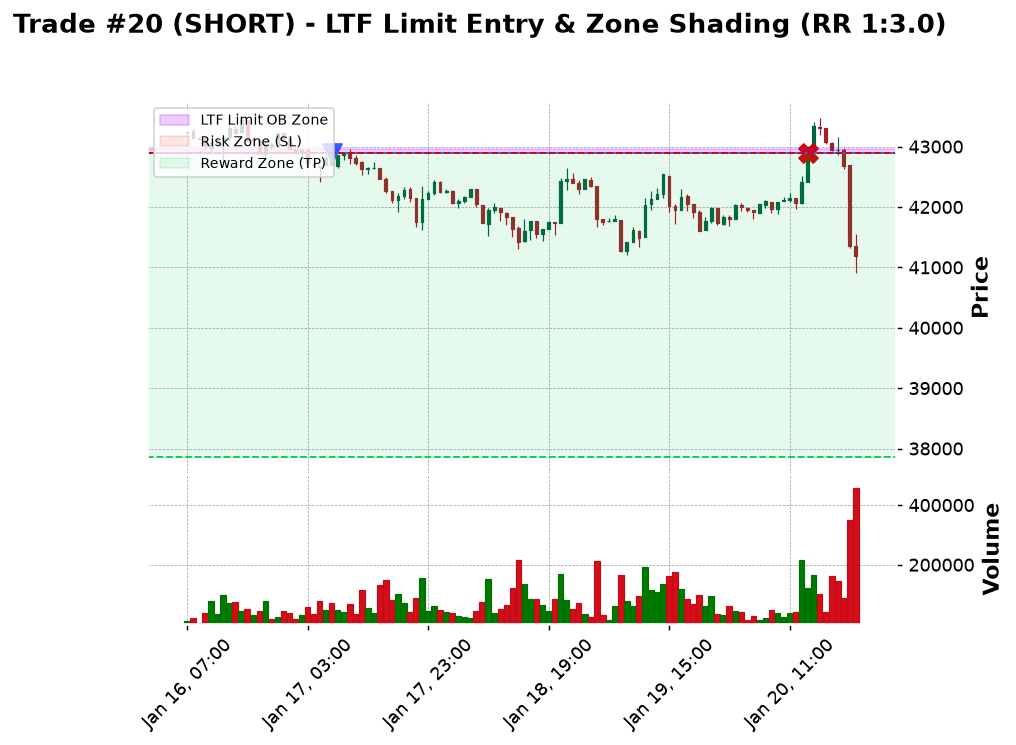 Trade #20 (SHORT) - LTF Limit Entry & Zone Shading (RR 1:3.0)
LTF Limit OB Zone
Risk Zone (SL)
Reward Zone (TP)
43000
42000
41000
40000
39000
38000
Price
400000
200000
Volume
Jan 16, 07:00
Jan 17, 03:00
Jan 17, 23:00
Jan 18, 19:00
Jan 19, 15:00
Jan 20, 11:00